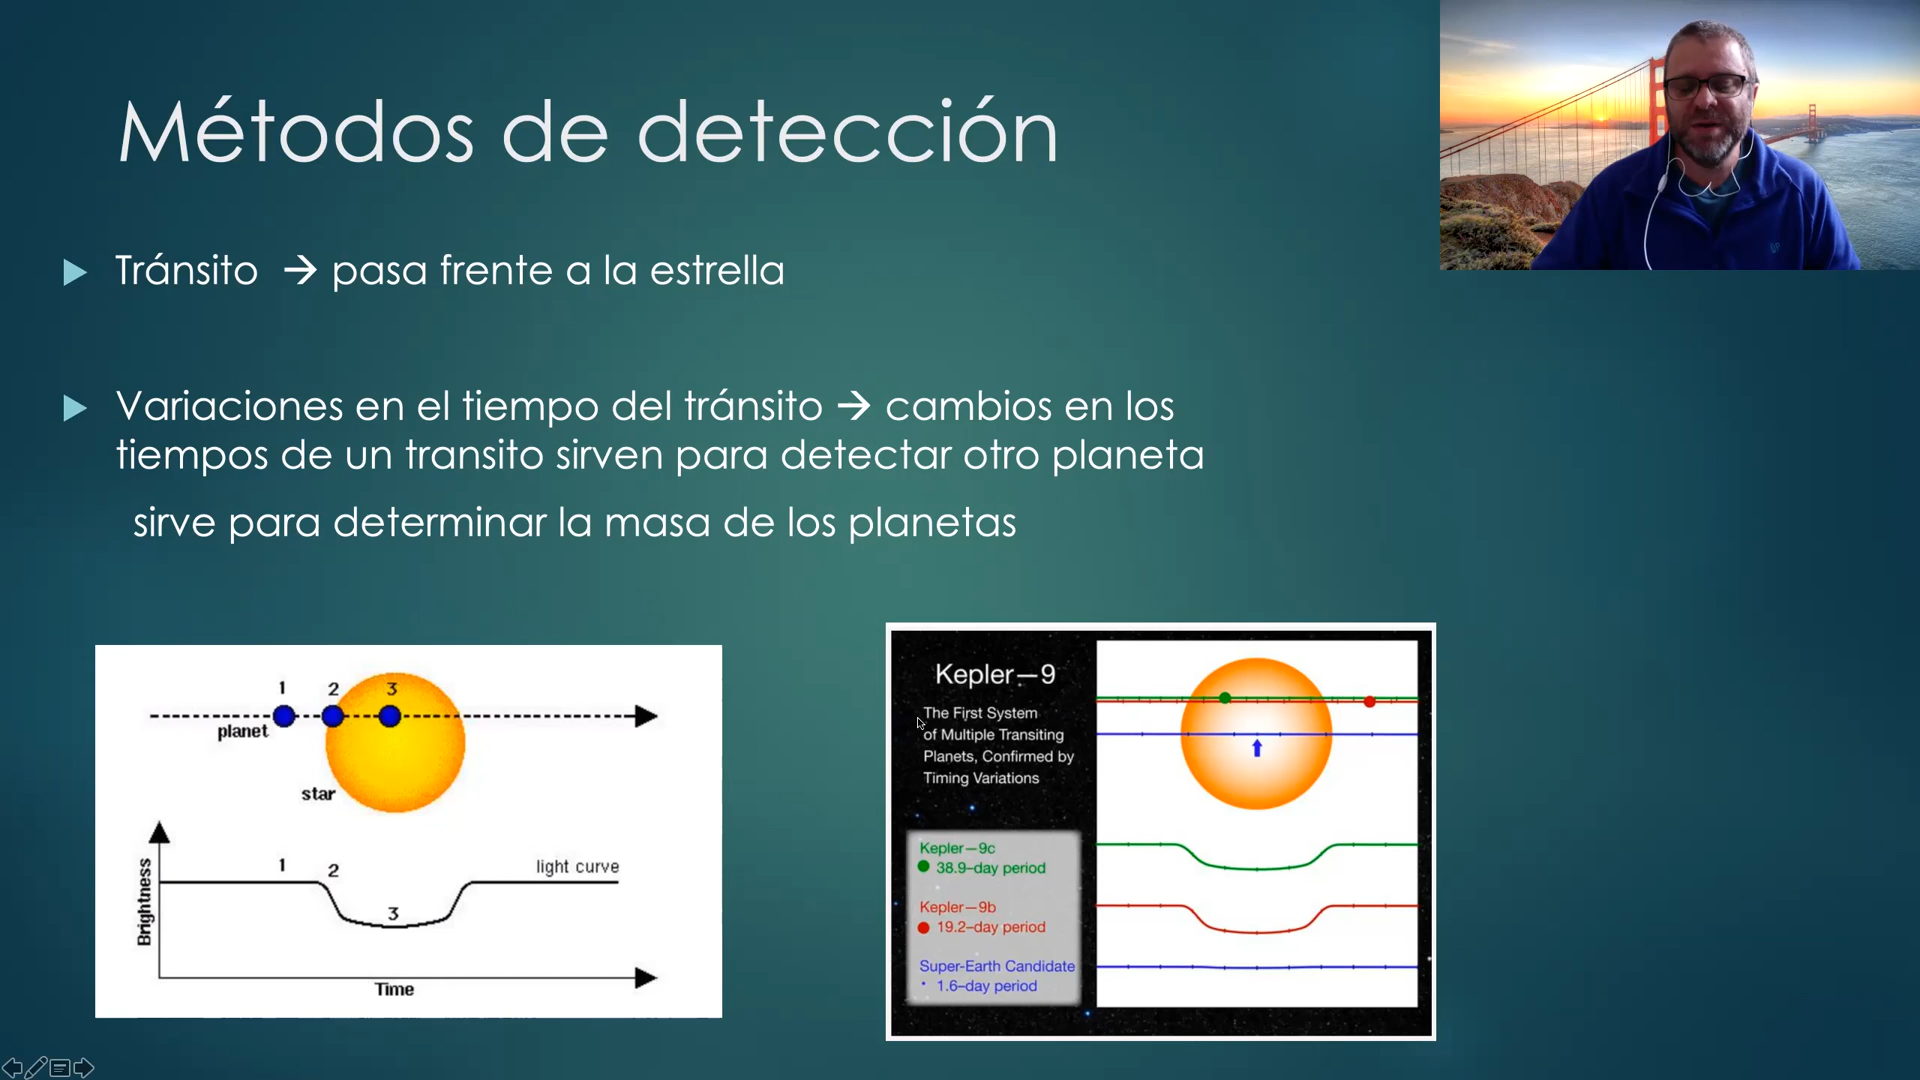 Métodos de detección
Tránsito → pasa frente a la estrella
Variaciones en el tiempo del tránsito → cambios en los
tiempos de un transito sirven para detectar otro planeta
sirve para determinar la masa de los planetas
1 2 3
planet
star
1 2 3
light curve
Brightness
Time
Kepler—9
The First System
of Multiple Transiting
Planets, Confirmed by
Timing Variations
Kepler—9c
38.9–day period
Kepler—9b
19.2–day period
Super-Earth Candidate
1.6–day period